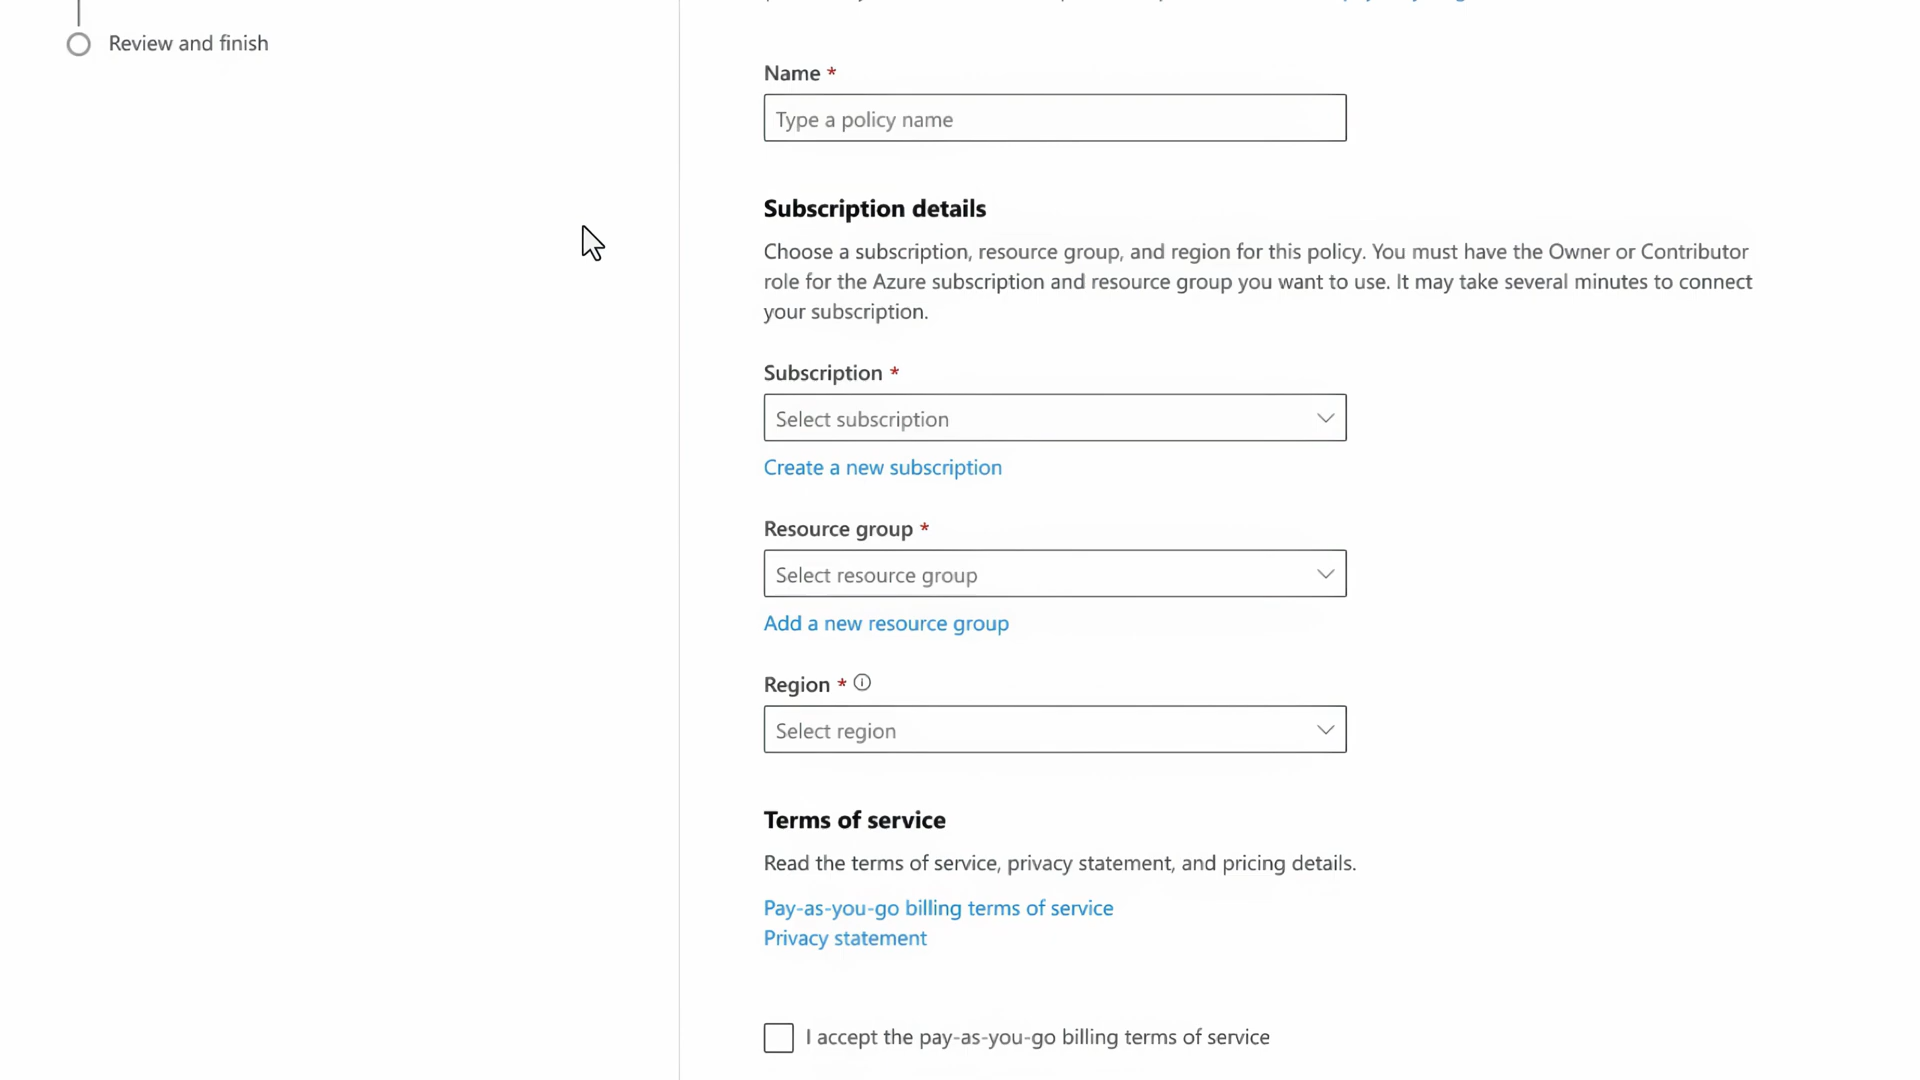 Review and finish
Name *
Type a policy name
Subscription details
Choose a subscription, resource group, and region for this policy. You must have the Owner or Contributor
role for the Azure subscription and resource group you want to use. It may take several minutes to connect
your subscription.
Subscription *
Select subscription
Create a new subscription
Resource group *
Select resource group
Add a new resource group
Region *
Select region
Terms of service
Read the terms of service, privacy statement, and pricing details.
Pay-as-you-go billing terms of service
Privacy statement
I accept the pay-as-you-go billing terms of service